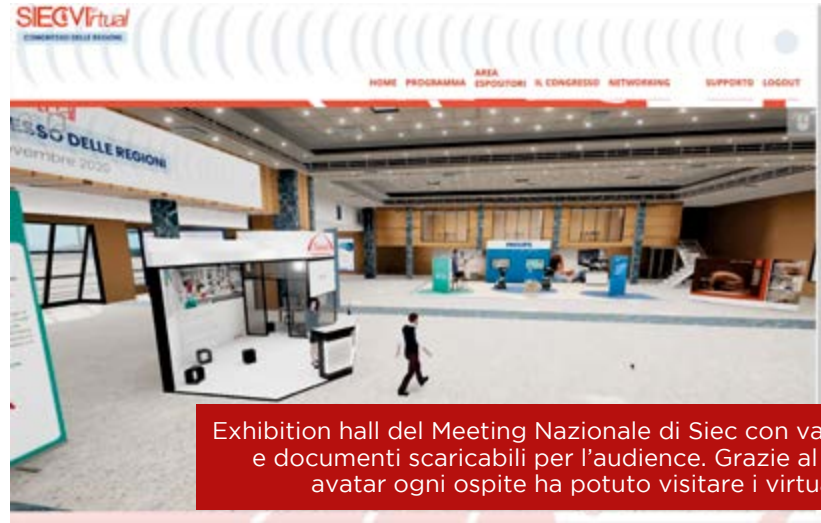 SIECVIrtual
CONGRESSO DELLE REGIONI
HOME PROGRAMMA AREA ESPOSITORI IL CONGRESSO NETWORKING SUPPORTO LOGOUT
ESSO DELLE REGIONI
vembre 2020
PHILIPS
Exhibition hall del Meeting Nazionale di Siec con va
e documenti scaricabili per l'audience. Grazie al
avatar ogni ospite ha potuto visitare i virtu